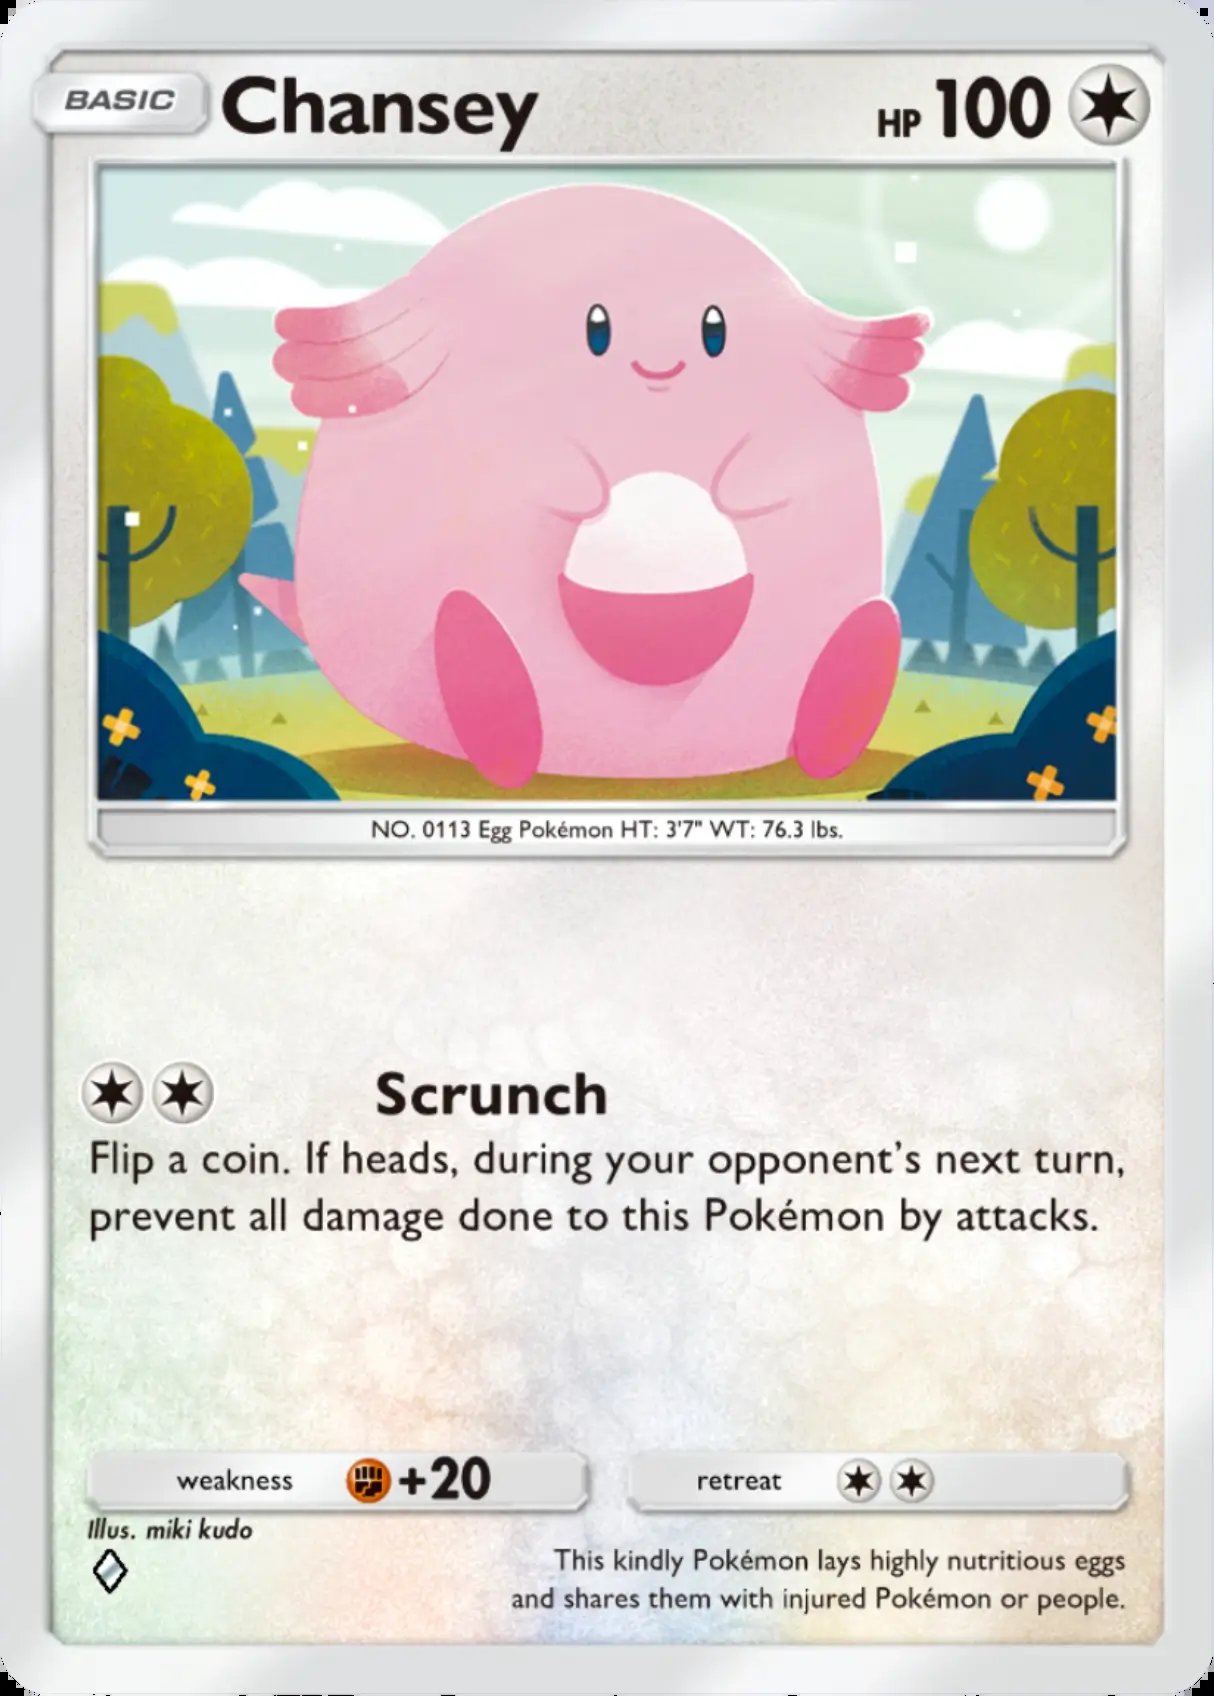 BASIC Chansey HP 100
NO. 0113 Egg Pokémon HT: 3'7" WT: 76.3 lbs.
Scrunch
Flip a coin. If heads, during your opponent’s next turn,
prevent all damage done to this Pokémon by attacks.
weakness +20 retreat
Illus. miki kudo
This kindly Pokémon lays highly nutritious eggs
and shares them with injured Pokémon or people.